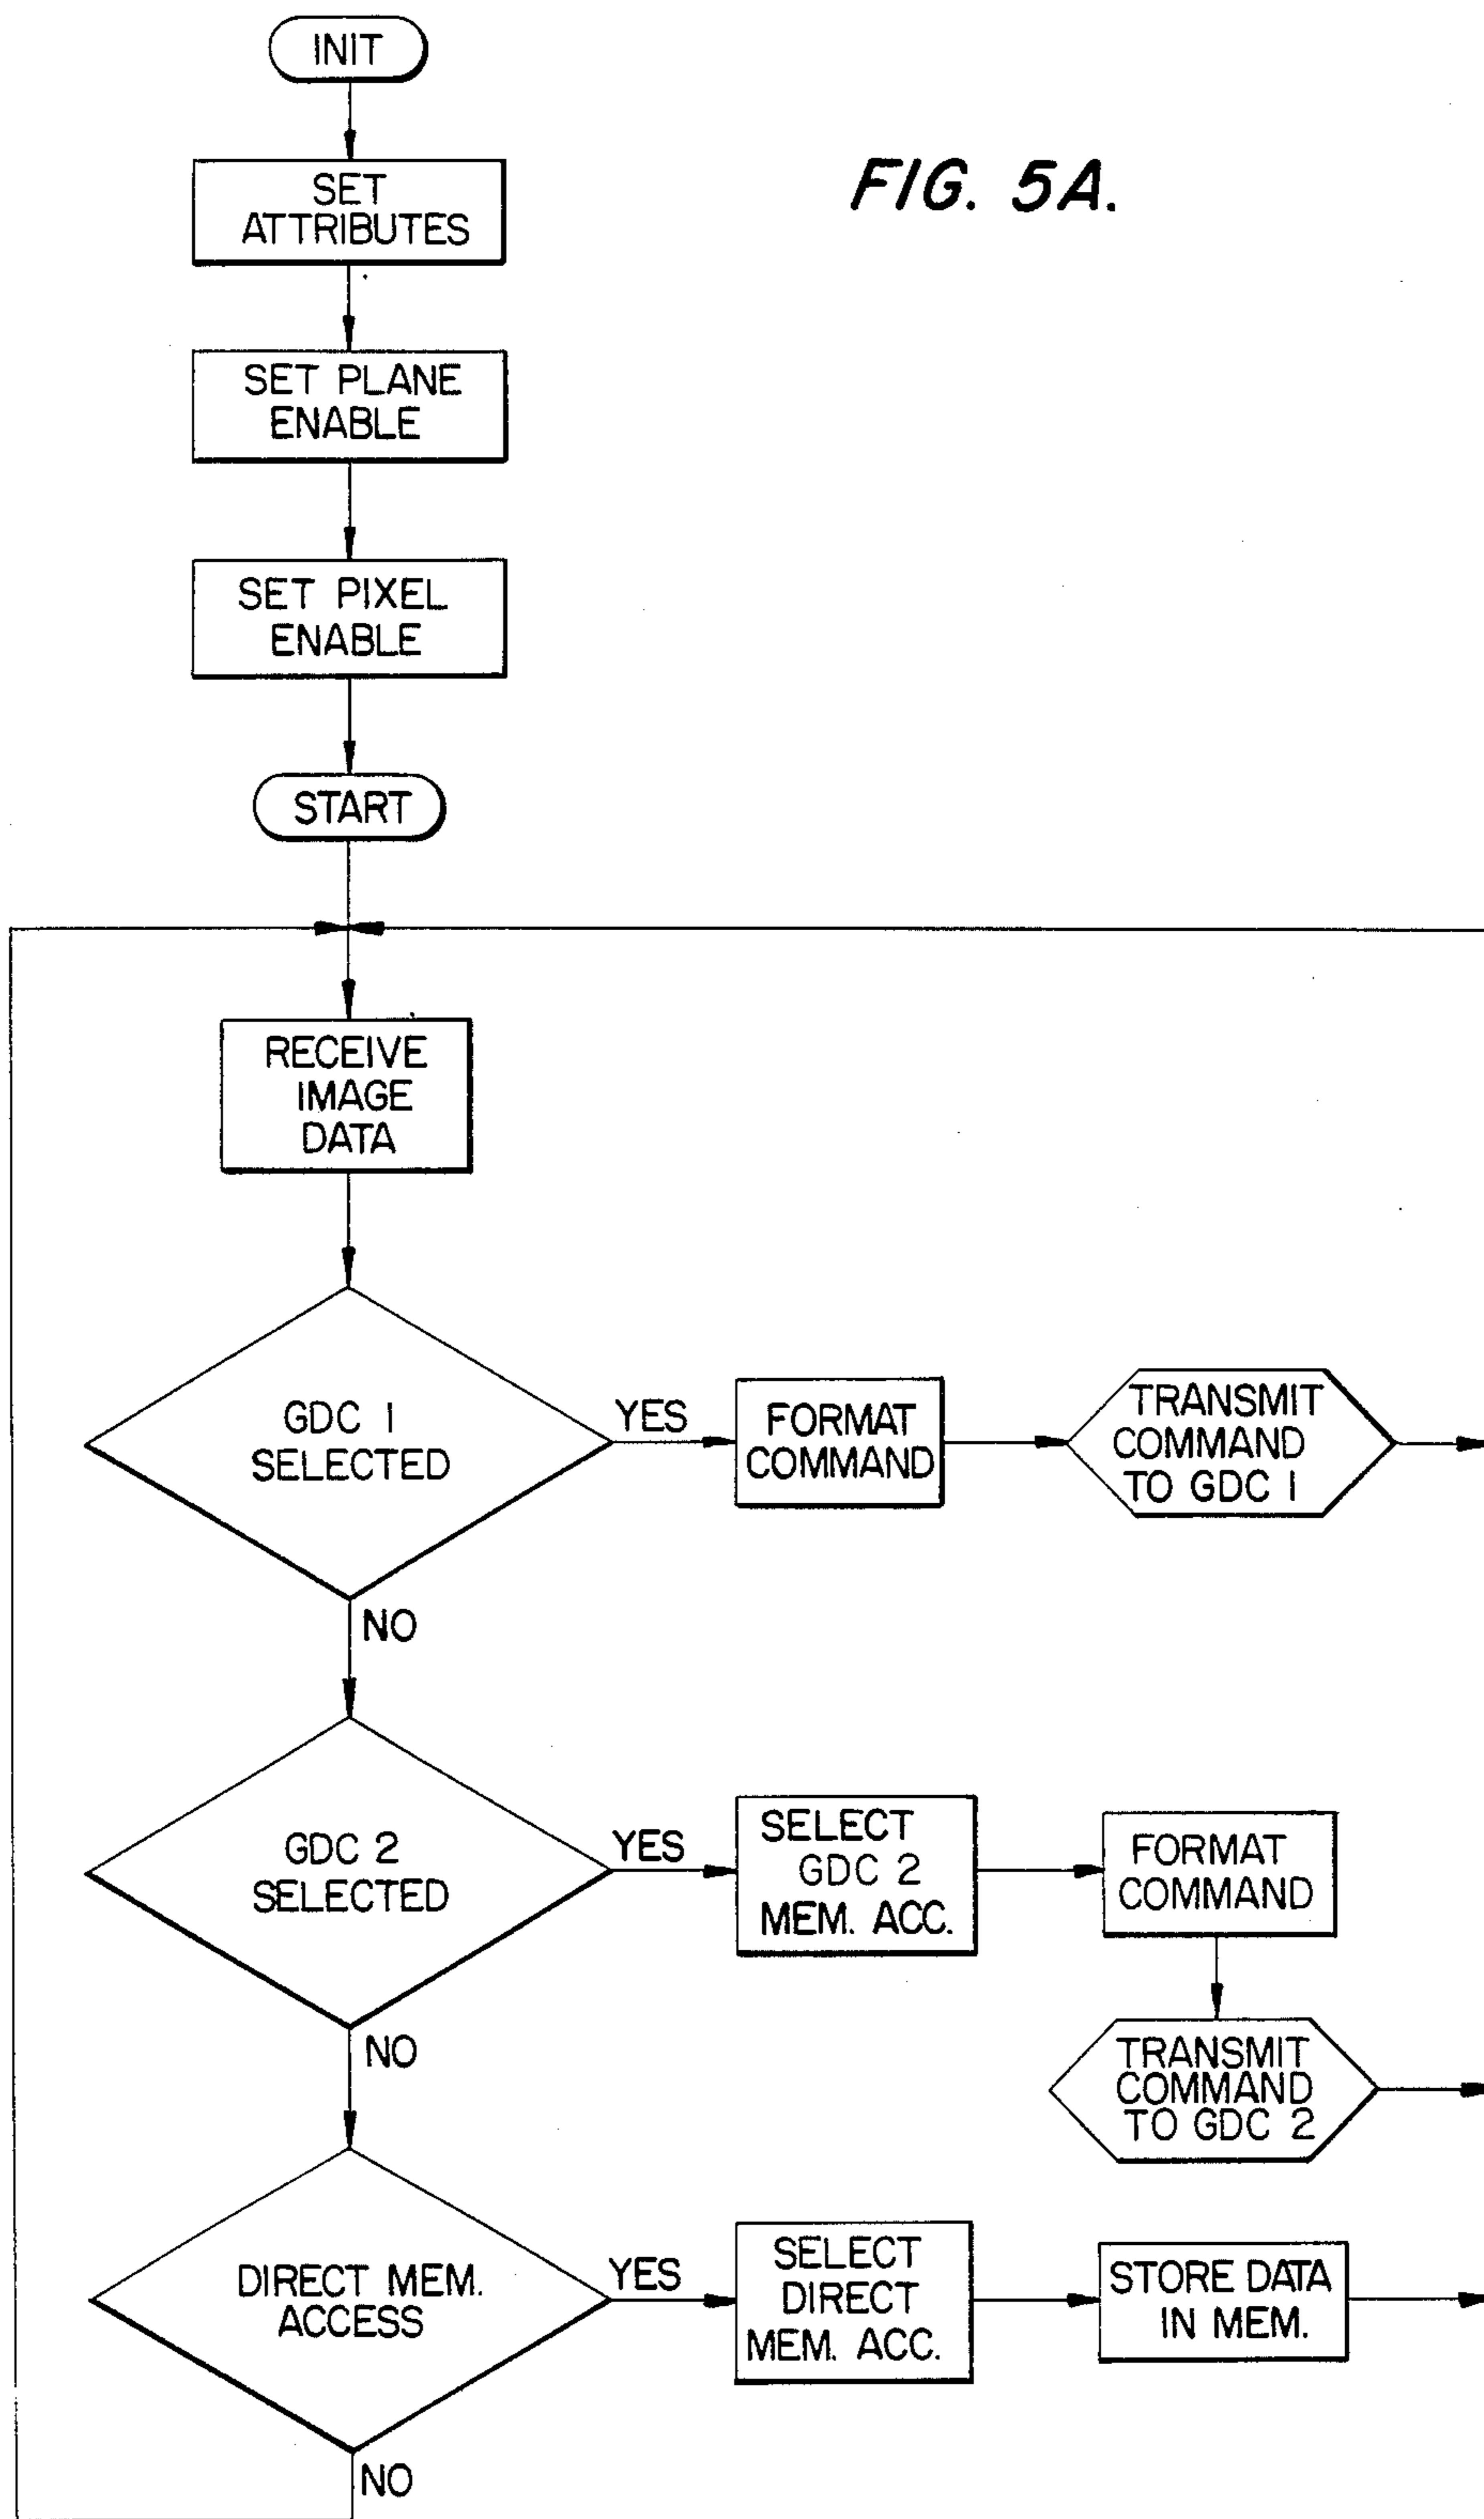 INIT
FIG. 5A.
SET
ATTRIBUTES
SET PLANE
ENABLE
SET PIXEL
ENABLE
START
RECEIVE
IMAGE
DATA
GDC 1
SELECTED
YES
FORMAT
COMMAND
TRANSMIT
COMMAND
TO GDC 1
NO
GDC 2
SELECTED
YES
SELECT
GDC 2
MEM. ACC.
FORMAT
COMMAND
TRANSMIT
COMMAND
TO GDC 2
NO
DIRECT MEM.
ACCESS
YES
SELECT
DIRECT
MEM. ACC.
STORE DATA
IN MEM.
NO